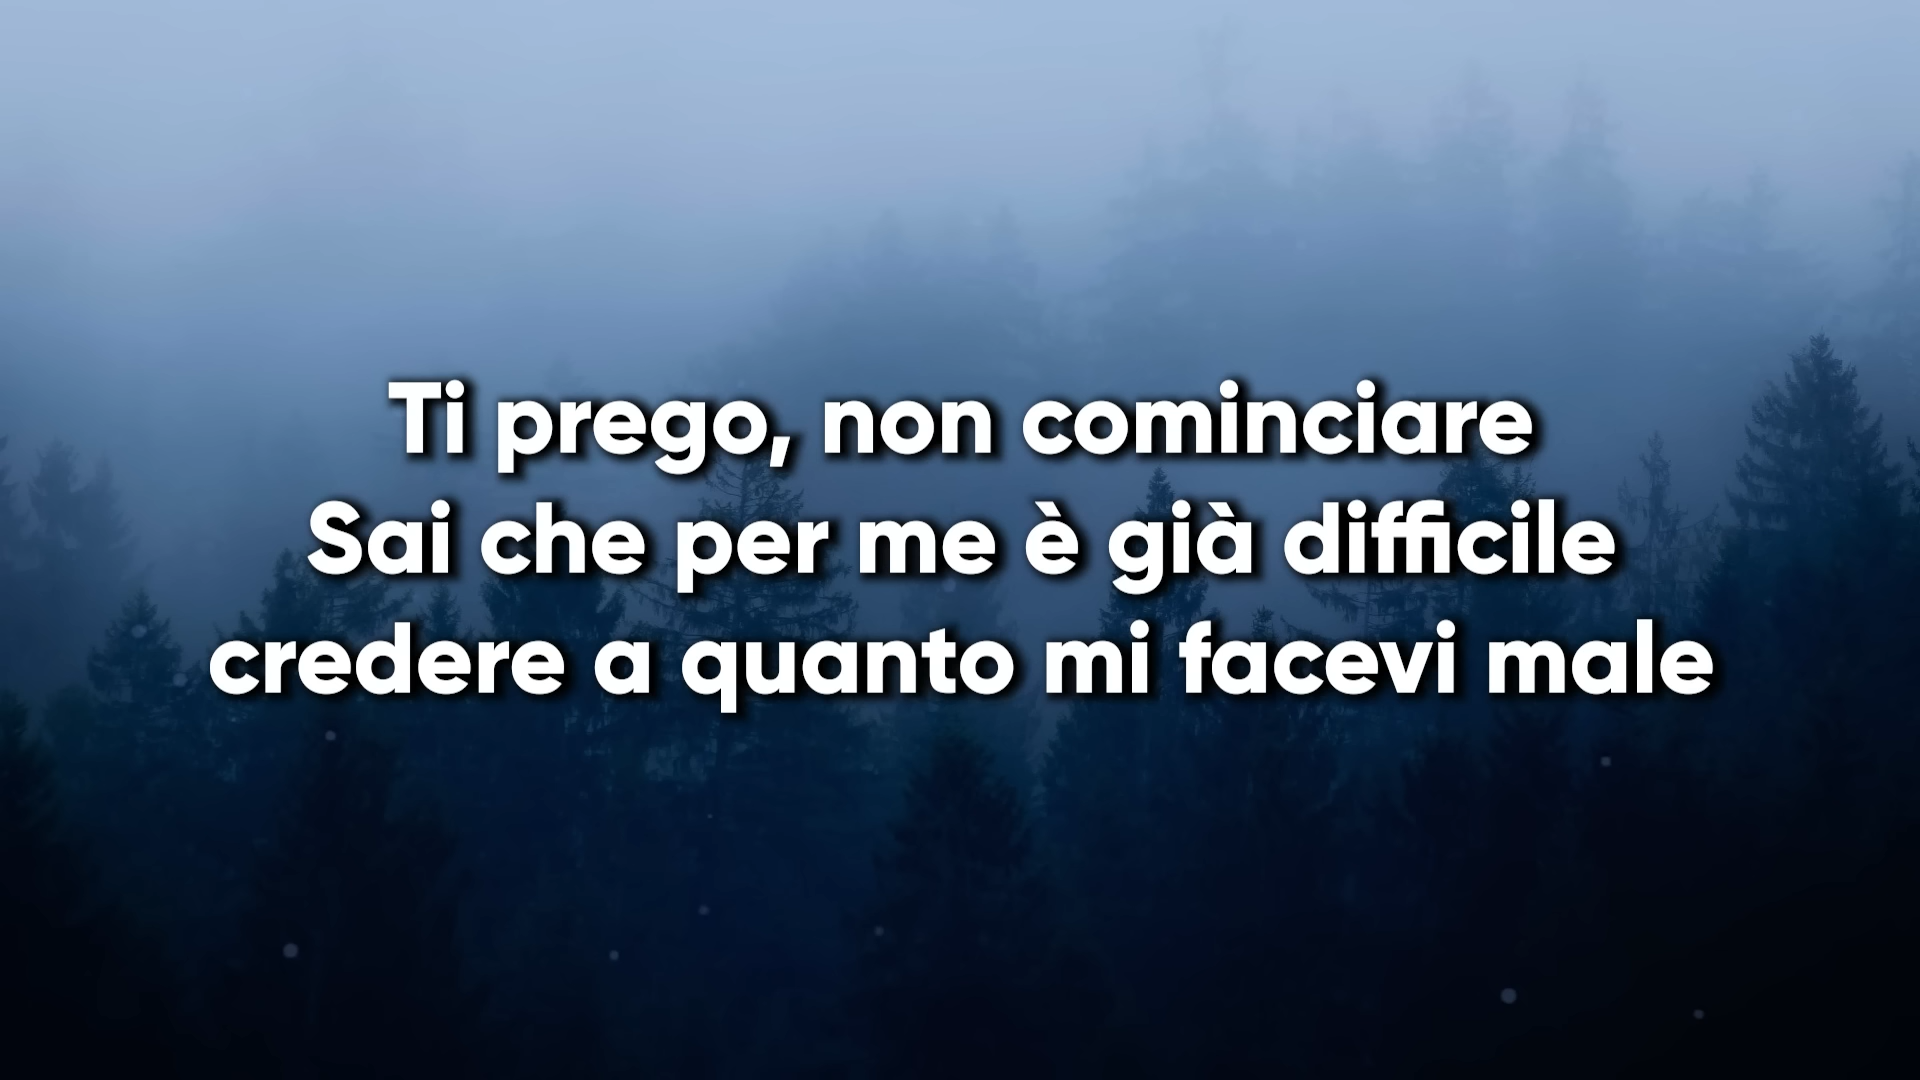 Ti prego, non cominciare
Sai che per me è già difficile
credere a quanto mi facevi male